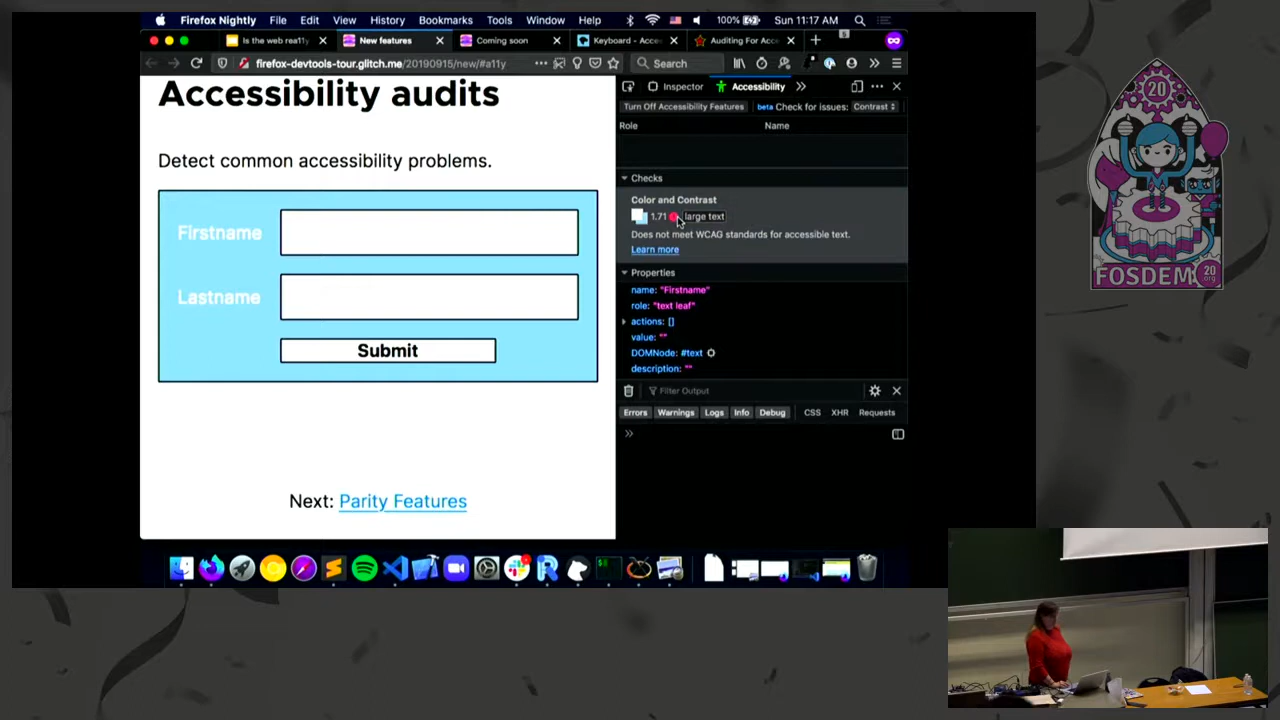 Firefox Nightly File Edit View History Bookmarks Tools Window Help 100% Sun 11:17 AM
Is the web rea11y New features Coming soon Keyboard - Acces Auditing For Acce
firefox-devtools-tour.glitch.me/20190915/new/#a11y Search
Accessibility audits
Detect common accessibility problems.
Firstname
Lastname
Submit
Next: Parity Features
Inspector Accessibility
Turn Off Accessibility Features beta Check for issues: Contrast
Role Name
Checks
Color and Contrast
1.71 large text
Does not meet WCAG standards for accessible text.
Learn more
Properties
name: "Firstname"
role: "text leaf"
actions: []
value: ""
DOMNode: #text
description: ""
Filter Output
Errors Warnings Logs Info Debug CSS XHR Requests
20
FOSDEM 20
.org